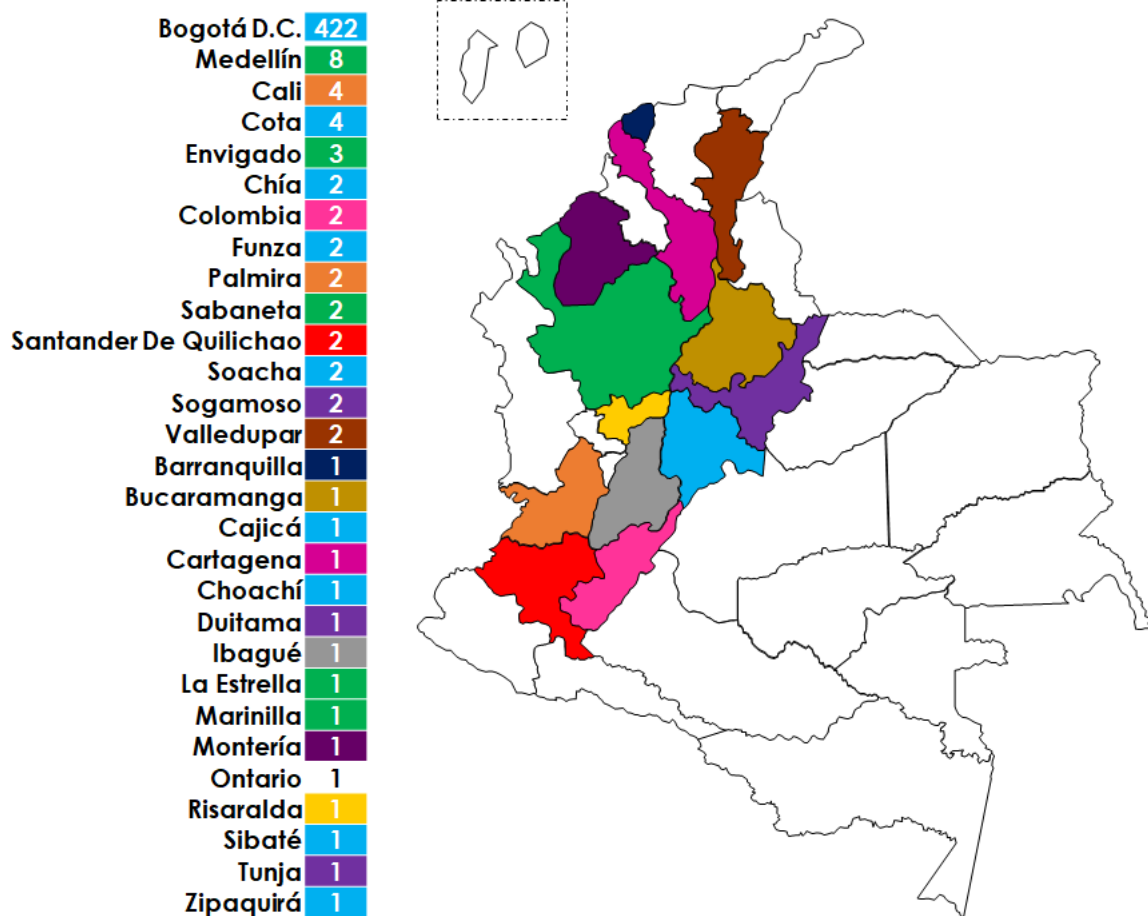 Bogotá D.C. 422
Medellín 8
Cali 4
Cota 4
Envigado 3
Chía 2
Colombia 2
Funza 2
Palmira 2
Sabaneta 2
Santander De Quilichao 2
Soacha 2
Sogamoso 2
Valledupar 2
Barranquilla 1
Bucaramanga 1
Cajicá 1
Cartagena 1
Choachí 1
Duitama 1
Ibagué 1
La Estrella 1
Marinilla 1
Montería 1
Ontario 1
Risaralda 1
Sibaté 1
Tunja 1
Zipaquirá 1